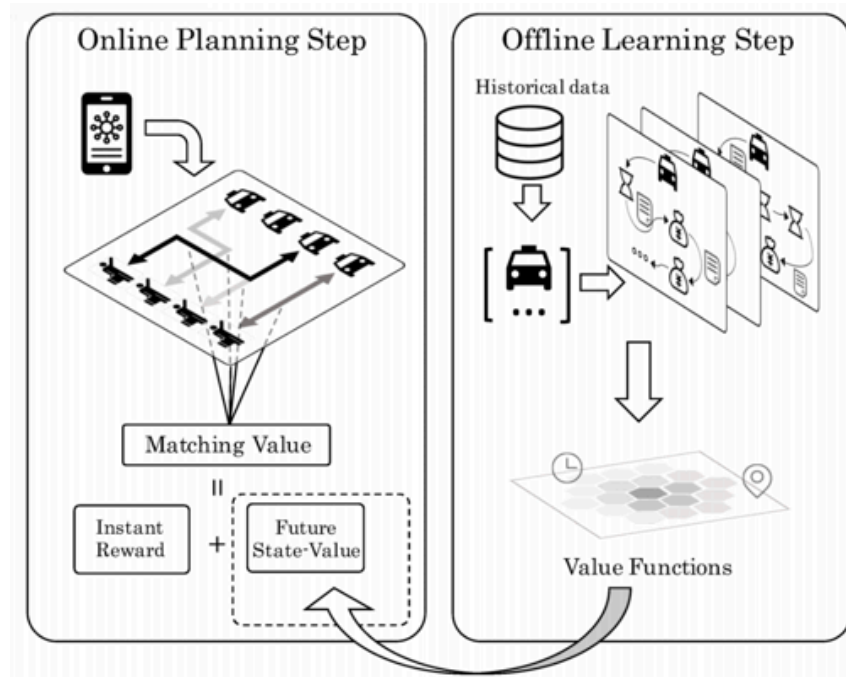 Online Planning Step
Matching Value
=
Instant
Reward
+
Future
State-Value
Offline Learning Step
Historical data
[ ... ]
Value Functions